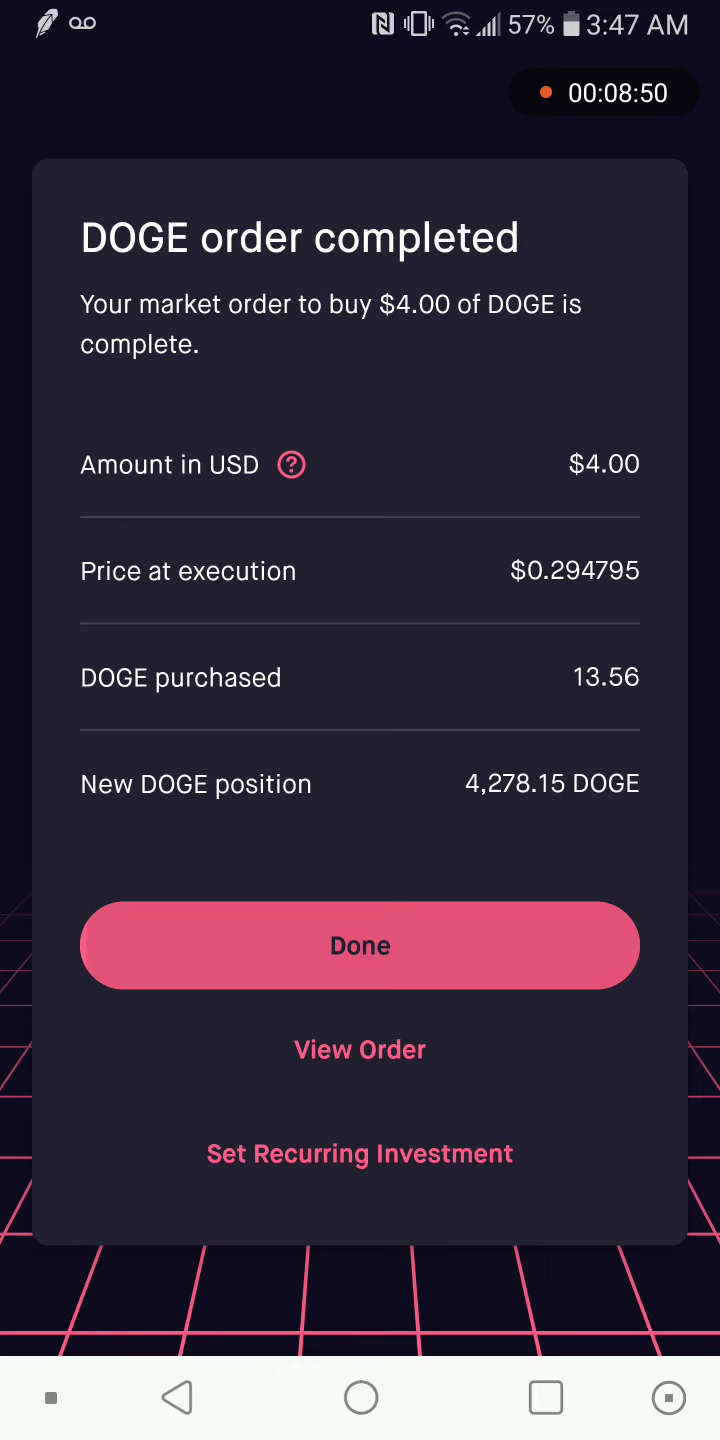 57% 3:47 AM
00:08:50
DOGE order completed
Your market order to buy $4.00 of DOGE is
complete.
Amount in USD ? $4.00
Price at execution $0.294795
DOGE purchased 13.56
New DOGE position 4,278.15 DOGE
Done
View Order
Set Recurring Investment